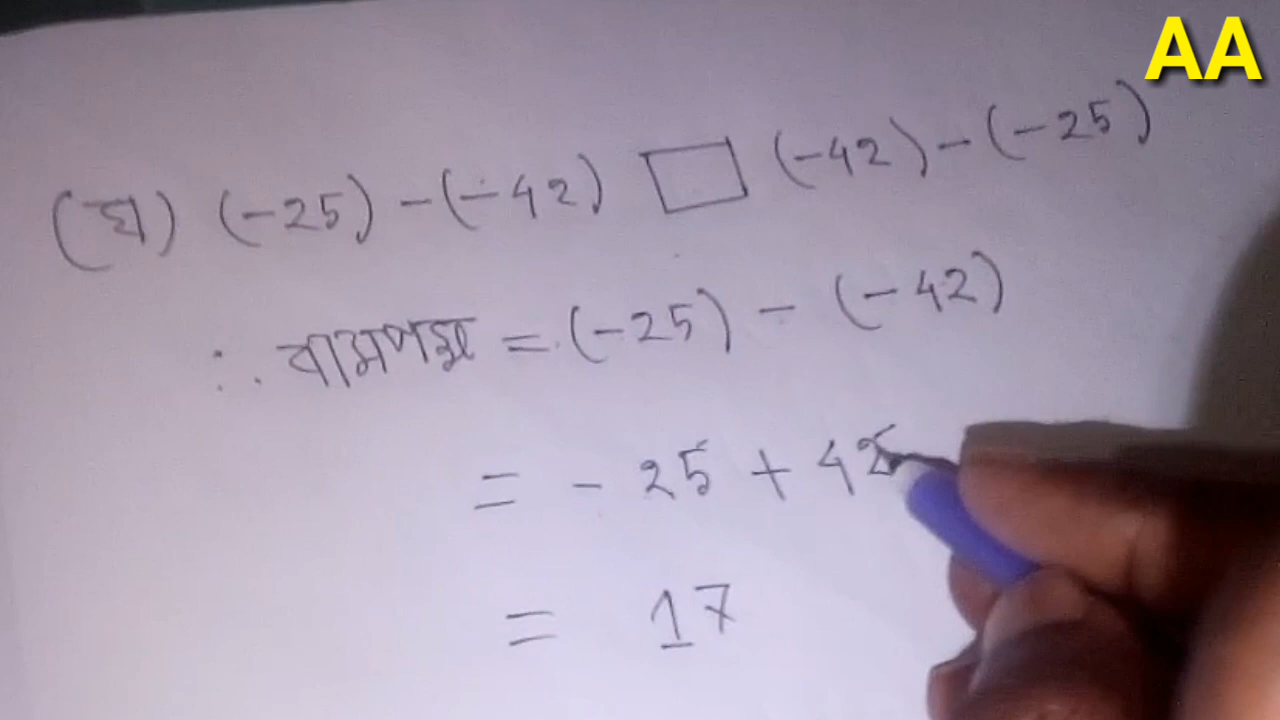 AA
(ঘ) (-25) - (-42) □ (-42) - (-25)
∴ বামপক্ষ = (-25) - (-42)
= - 25 + 42
= 17